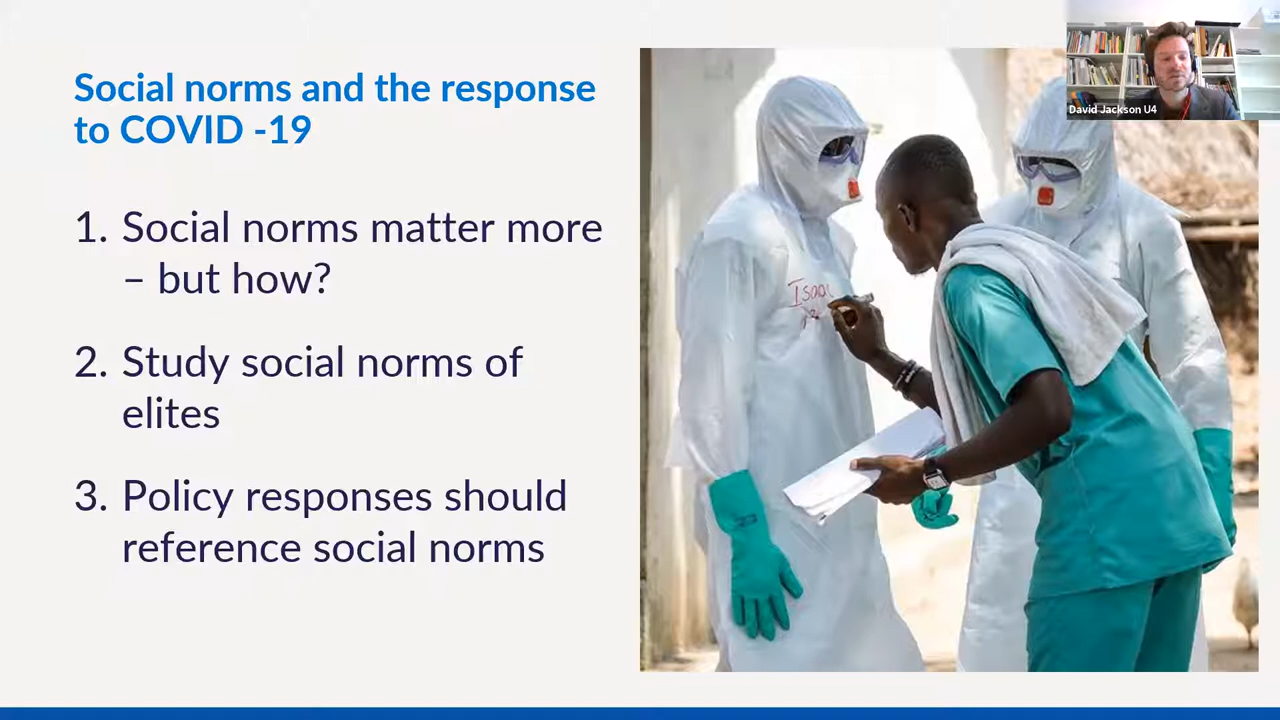 Social norms and the response
to COVID -19
1. Social norms matter more
– but how?
2. Study social norms of
elites
3. Policy responses should
reference social norms
David Jackson U4
Isaac